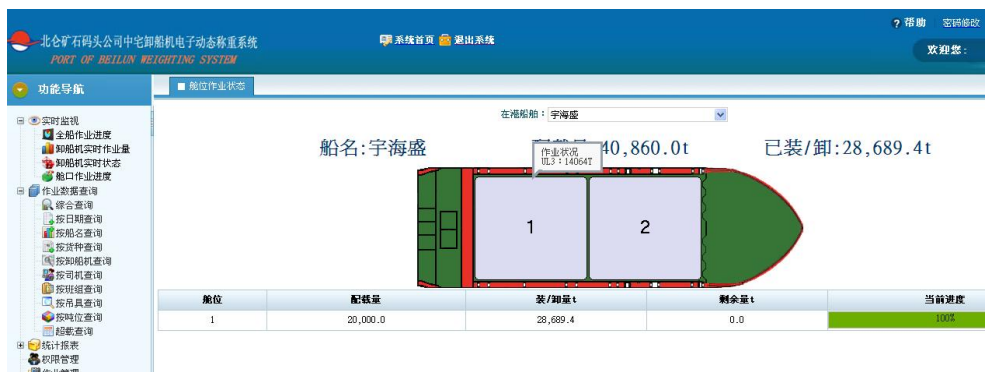 ? 帮助 密码修改
北仑矿石码头公司中宅卸船机电子动态称重系统
系统首页 退出系统
PORT OF BEILUN WEIGHTING SYSTEM
欢迎您:
功能导航
舱位作业状态
实时监视
全船作业进度
卸船机实时作业量
卸船机实时状态
舱口作业进度
作业数据查询
综合查询
按日期查询
按船名查询
按货种查询
按卸船机查询
按司机查询
按班组查询
按吊具查询
按吨位查询
超载查询
统计报表
权限管理
在港船舶: 宇海盛
船名:宇海盛 40,860.0t 已装/卸:28,689.4t
作业状况
UL3:14064T
1 2
舱位 配载量 装/卸量t 剩余量t 当前进度
1 20,000.0 28,689.4 0.0 100%